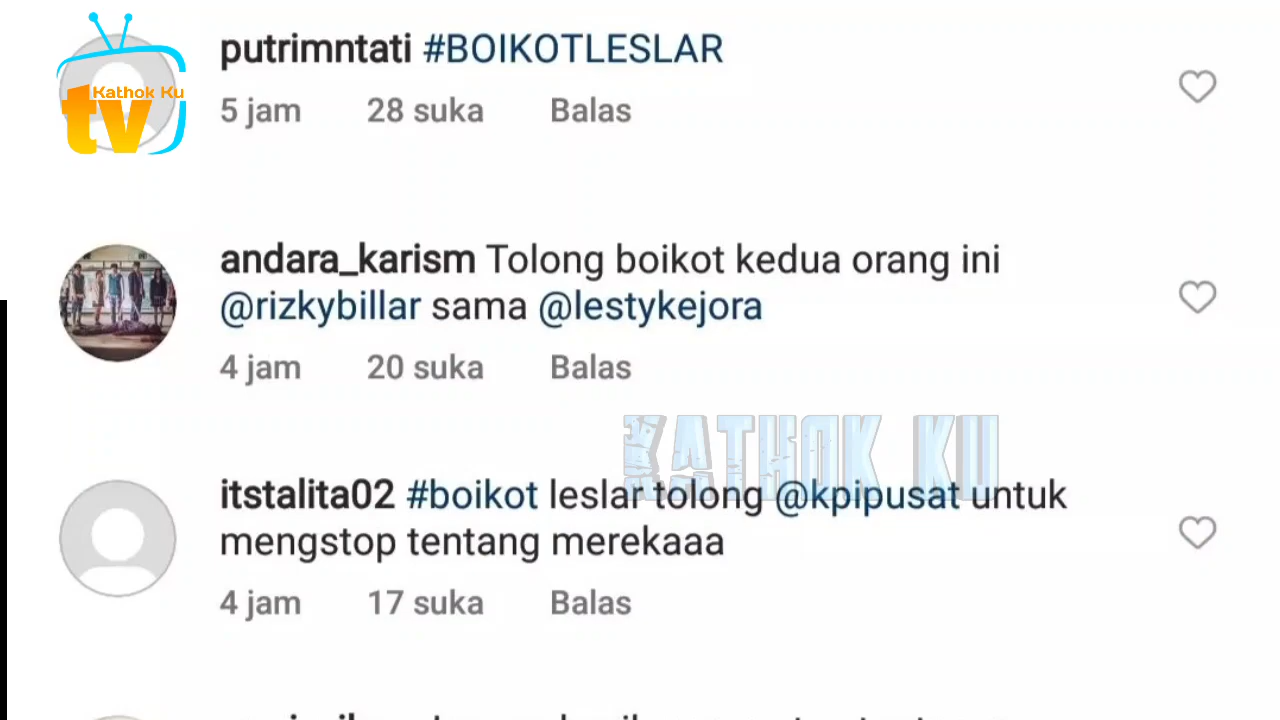 Kathok Ku
tv
putrimntati #BOIKOTLESLAR
5 jam 28 suka Balas
andara_karism Tolong boikot kedua orang ini
@rizkybillar sama @lestykejora
4 jam 20 suka Balas
KATHOK KU
itstalita02 #boikot leslar tolong @kpipusat untuk
mengstop tentang merekaaa
4 jam 17 suka Balas